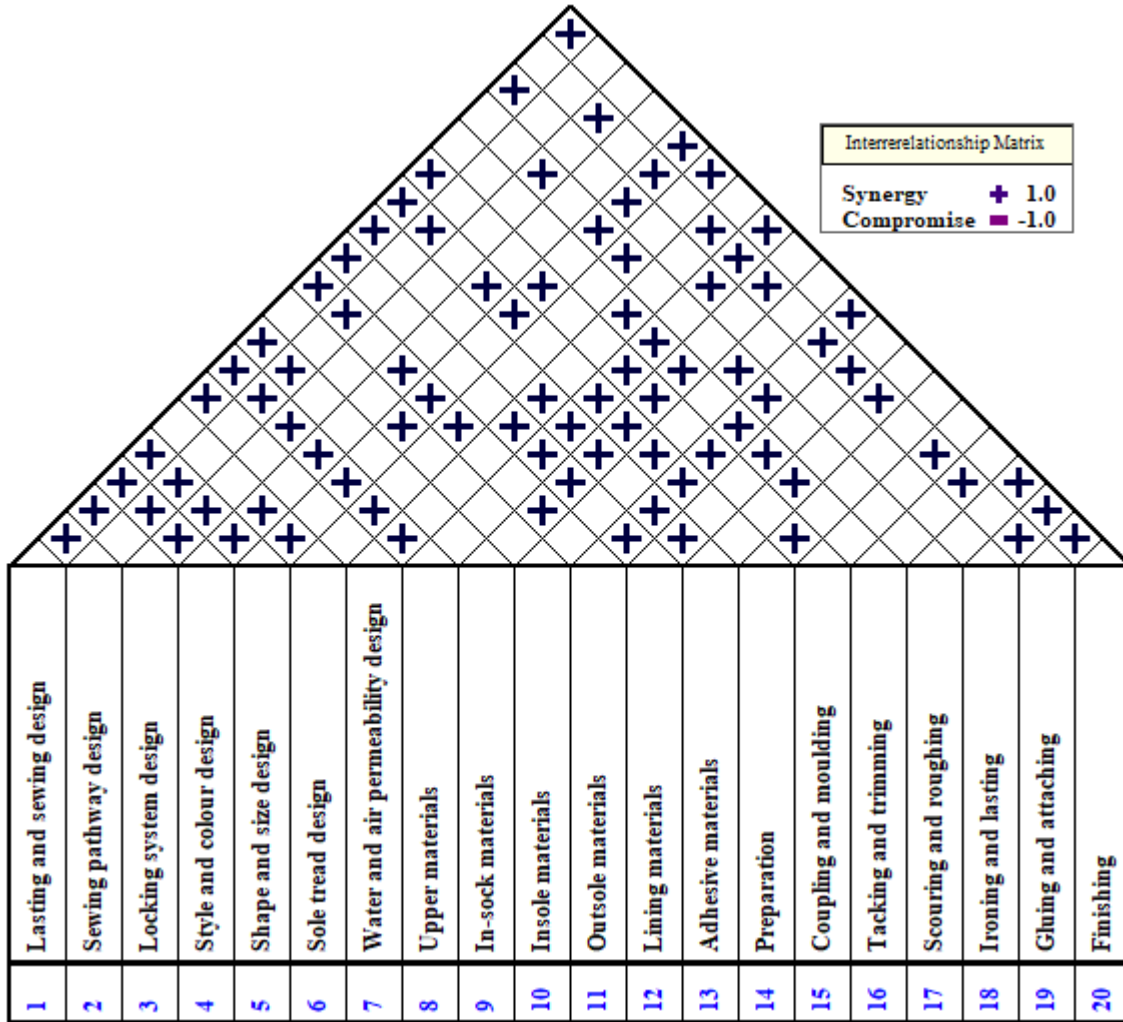 Interrerelationship Matrix
Synergy + 1.0
Compromise -1.0
1 Lasting and sewing design
2 Sewing pathway design
3 Locking system design
4 Style and colour design
5 Shape and size design
6 Sole tread design
7 Water and air permeability design
8 Upper materials
9 In-sock materials
10 Insole materials
11 Outsole materials
12 Lining materials
13 Adhesive materials
14 Preparation
15 Coupling and moulding
16 Tacking and trimming
17 Scouring and roughing
18 Ironing and lasting
19 Gluing and attaching
20 Finishing